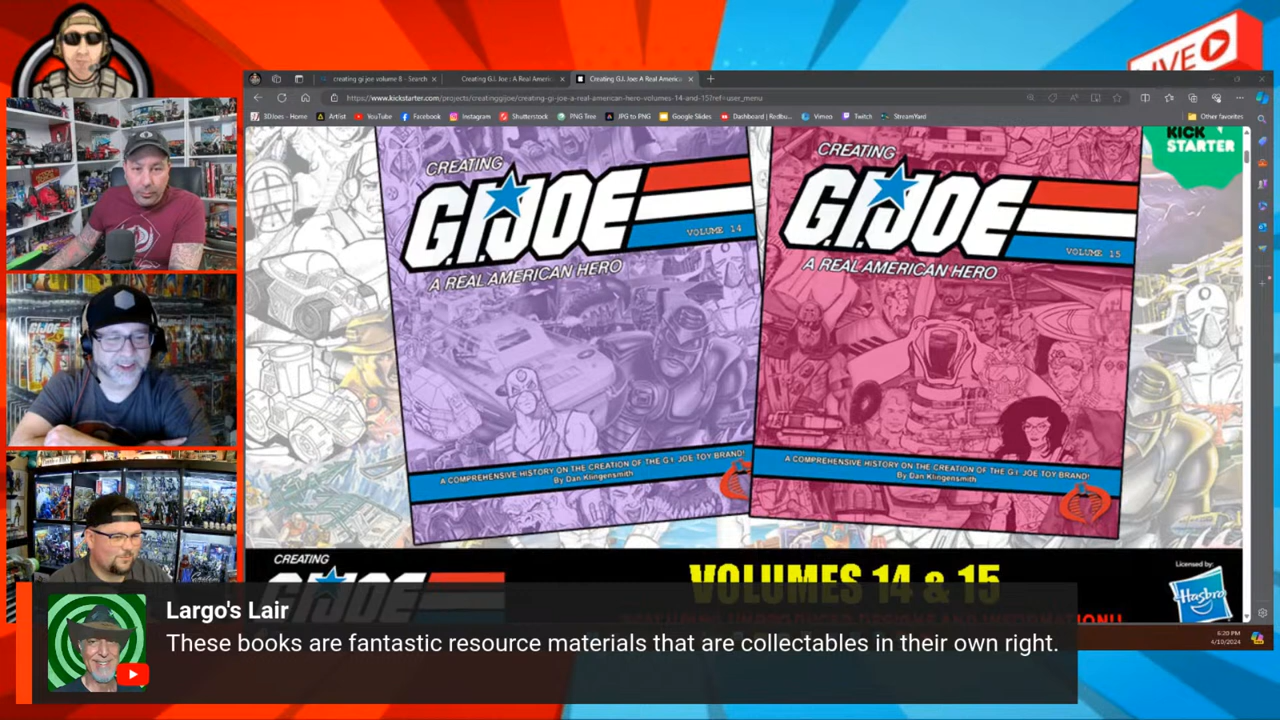 LIVE
creating gi joe volume 8 - Search
Creating G.I. Joe : A Real Americ
Creating G.I. Joe: A Real America
https://www.kickstarter.com/projects/creatinggijoe/creating-gi-joe-a-real-american-hero-volumes-14-and-15?ref=user_menu
3DJoes - Home
Artist
YouTube
Facebook
Instagram
Shutterstock
PNG Tree
JPG to PNG
Google Slides
Dashboard | Redbu...
Vimeo
Twitch
StreamYard
Other favorites
KICK
STARTER
CREATING
G.I.JOE
VOLUME 14
A REAL AMERICAN HERO
A COMPREHENSIVE HISTORY ON THE CREATION OF THE G.I. JOE TOY BRAND!
By Dan Klingensmith
CREATING
G.I.JOE
VOLUME 15
A REAL AMERICAN HERO
A COMPREHENSIVE HISTORY ON THE CREATION OF THE G.I. JOE TOY BRAND!
By Dan Klingensmith
G.I.JOE
CREATING
VOLUMES 14 & 15
Licensed by:
Hasbro
6:20 PM
4/10/2024
Largo's Lair
These books are fantastic resource materials that are collectables in their own right.